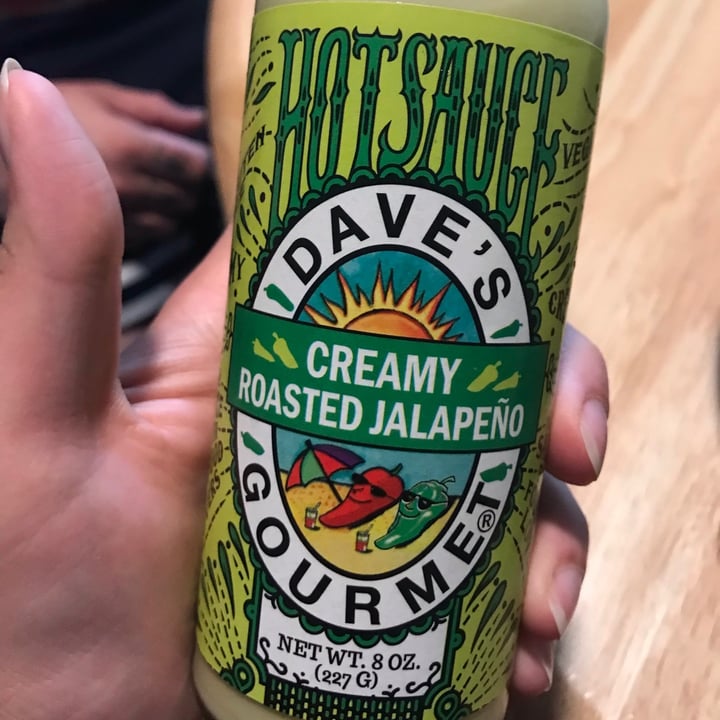 HOT SAUCE
DAVE'S
CREAMY
ROASTED JALAPEÑO
GOURMET®
NET WT. 8 OZ.
(227 G)